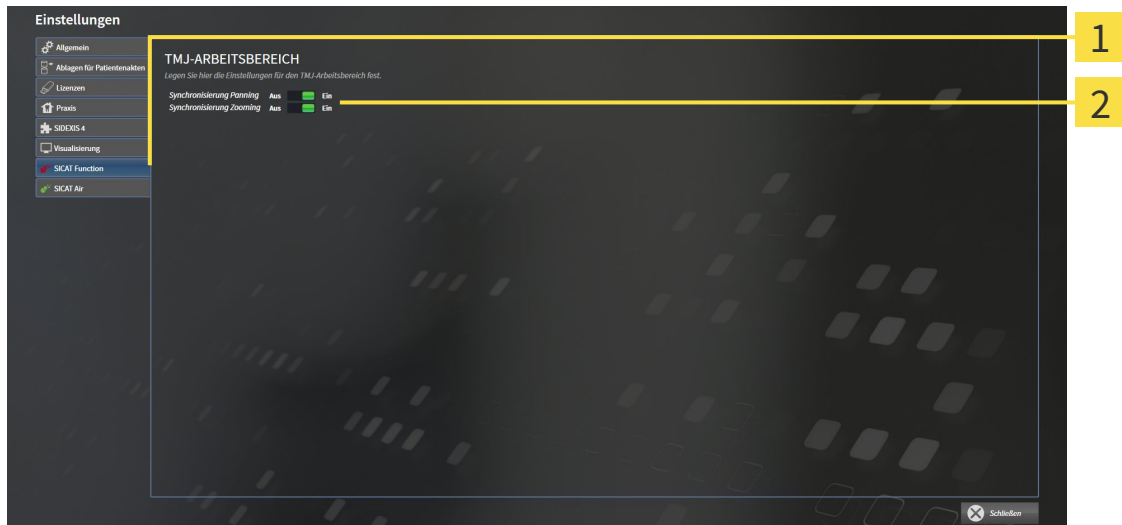 Einstellungen
Allgemein
Ablagen für Patientenakten
Lizenzen
Praxis
SIDEXIS 4
Visualisierung
SICAT Function
SICAT Air
TMJ-ARBEITSBEREICH
Legen Sie hier die Einstellungen für den TMJ-Arbeitsbereich fest.
Synchronisierung Panning Aus Ein
Synchronisierung Zooming Aus Ein
1
2
Schließen